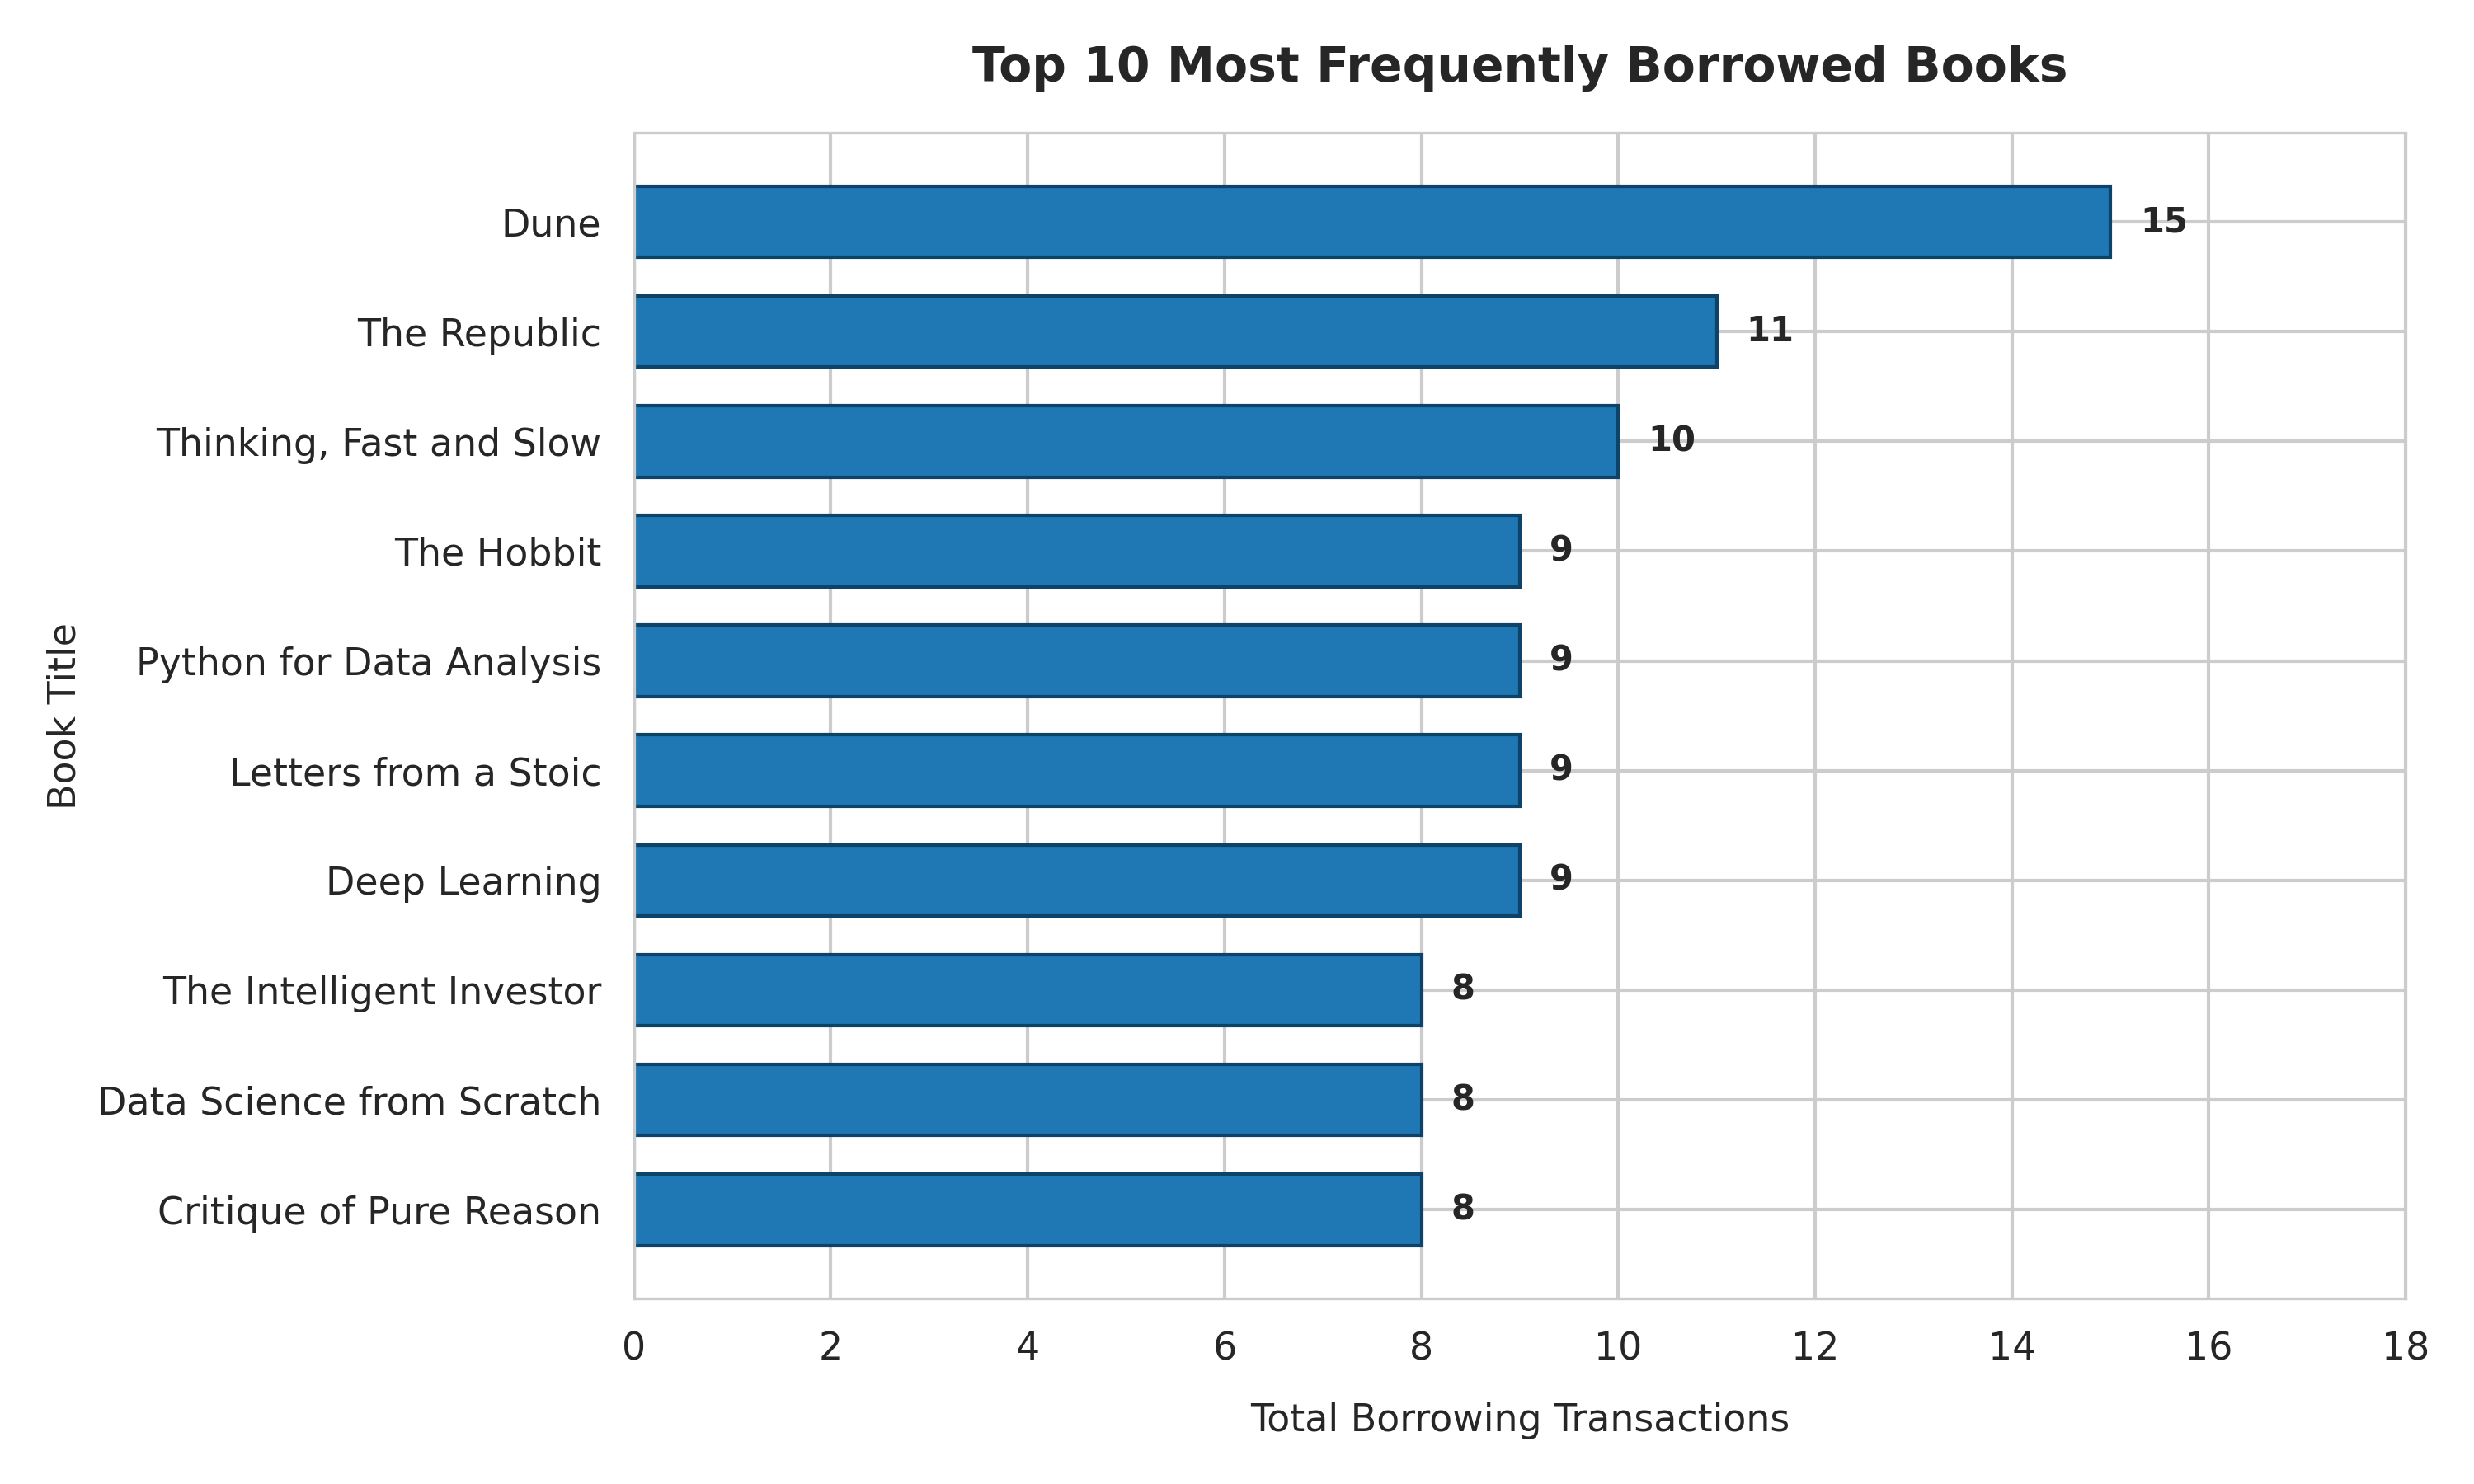 Top 10 Most Frequently Borrowed Books
Book Title
Dune 15
The Republic 11
Thinking, Fast and Slow 10
The Hobbit 9
Python for Data Analysis 9
Letters from a Stoic 9
Deep Learning 9
The Intelligent Investor 8
Data Science from Scratch 8
Critique of Pure Reason 8
0 2 4 6 8 10 12 14 16 18
Total Borrowing Transactions